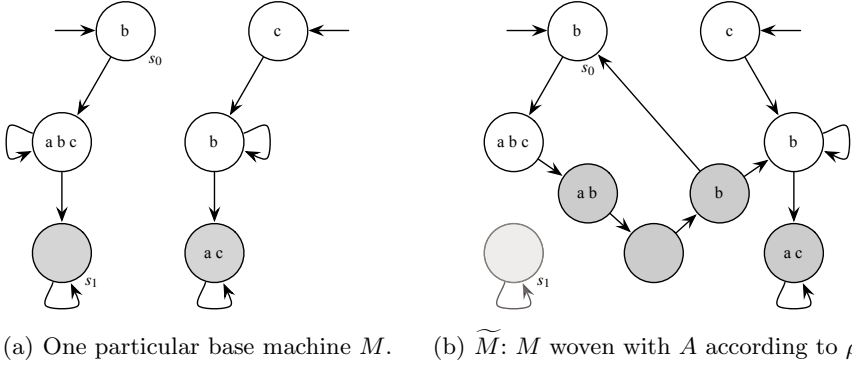 b
c
b
c
s0
s0
a b c
b
a b c
b
a b
b
a c
a c
s1
s1
(a) One particular base machine M.
(b) M̃: M woven with A according to ρ